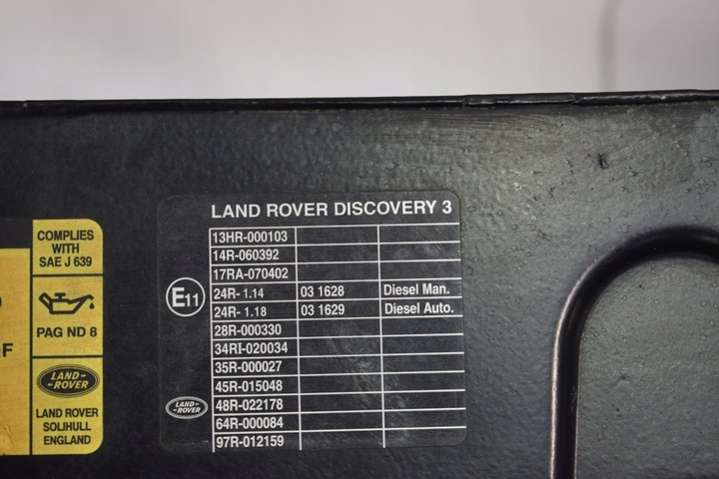 COMPLIES
WITH
SAE J 639
PAG ND 8
LAND-
-ROVER
LAND ROVER
SOLIHULL
ENGLAND
LAND ROVER DISCOVERY 3
E11
13HR-000103
14R-060392
17RA-070402
24R- 1.14 03 1628 Diesel Man.
24R- 1.18 03 1629 Diesel Auto.
28R-000330
34RI-020034
35R-000027
45R-015048
48R-022178
64R-000084
97R-012159
LAND-
-ROVER